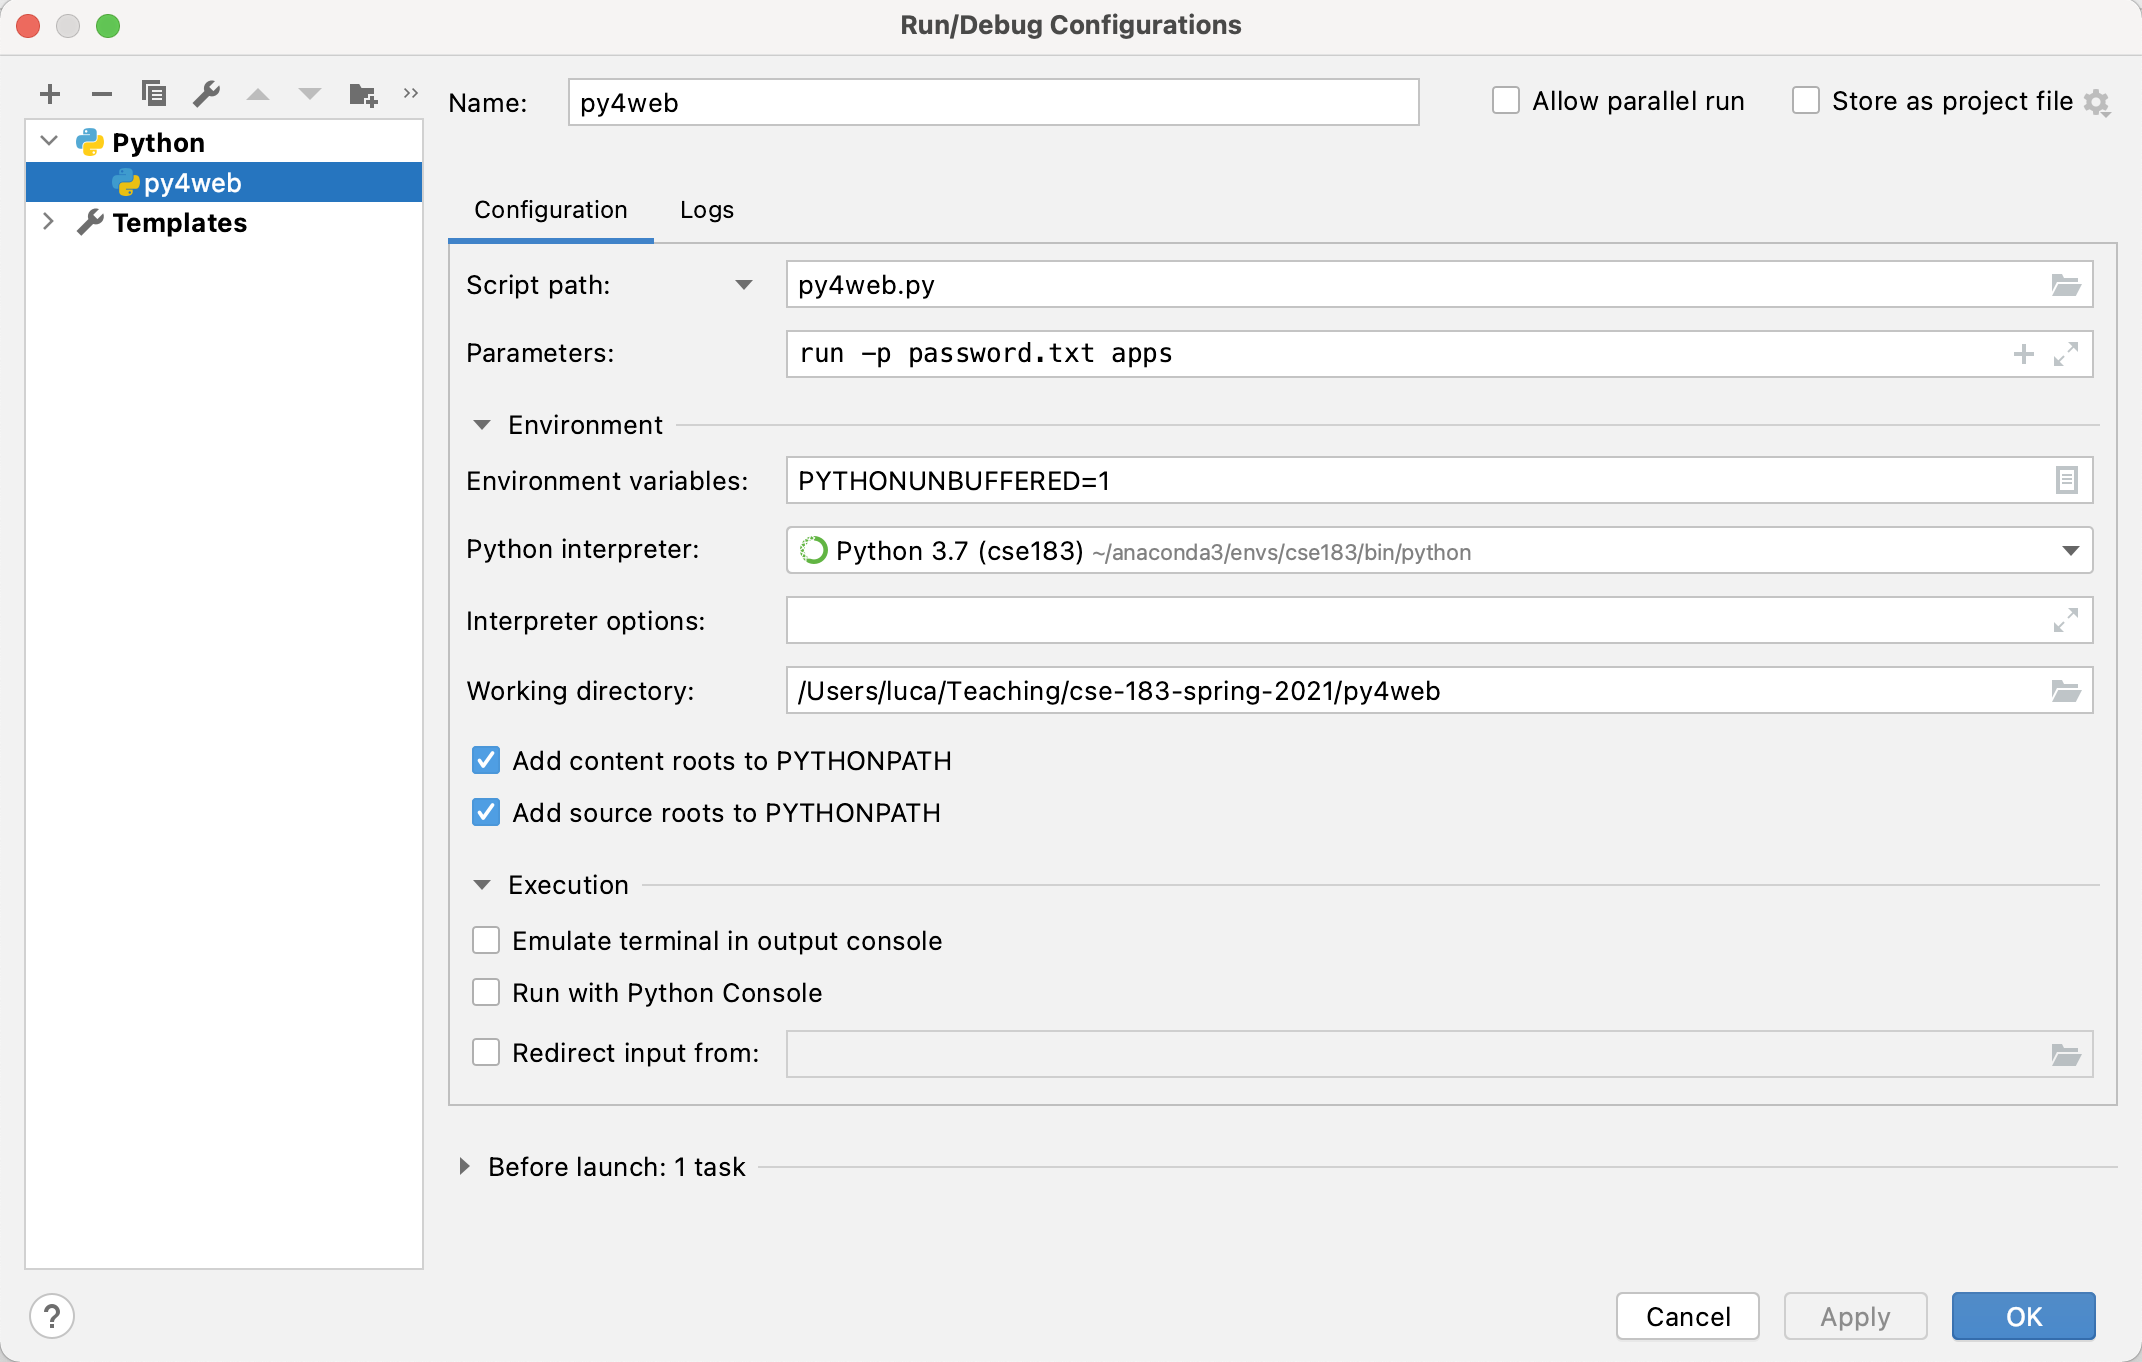 Run/Debug Configurations
Name: py4web
Allow parallel run
Store as project file
Python
py4web
Templates
Configuration Logs
Script path: py4web.py
Parameters: run -p password.txt apps
Environment
Environment variables: PYTHONUNBUFFERED=1
Python interpreter: Python 3.7 (cse183) ~/anaconda3/envs/cse183/bin/python
Interpreter options:
Working directory: /Users/luca/Teaching/cse-183-spring-2021/py4web
Add content roots to PYTHONPATH
Add source roots to PYTHONPATH
Execution
Emulate terminal in output console
Run with Python Console
Redirect input from:
Before launch: 1 task
? Cancel Apply OK